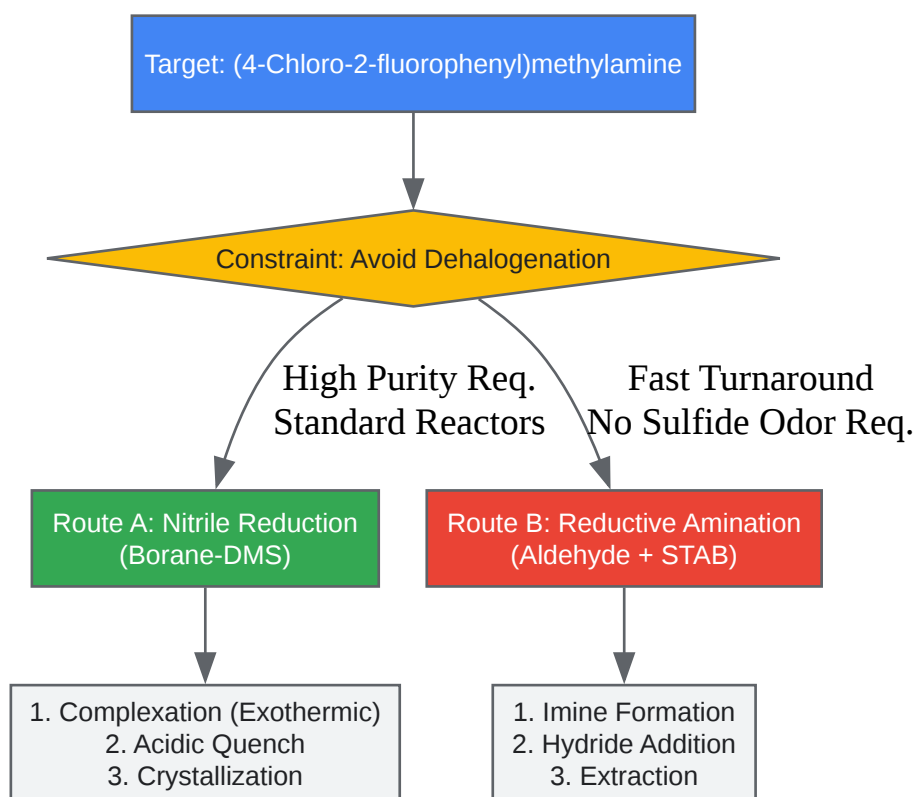 Target: (4-Chloro-2-fluorophenyl)methylamine
Constraint: Avoid Dehalogenation
High Purity Req.
Standard Reactors
Fast Turnaround
No Sulfide Odor Req.
Route A: Nitrile Reduction
(Borane-DMS)
Route B: Reductive Amination
(Aldehyde + STAB)
1. Complexation (Exothermic)
2. Acidic Quench
3. Crystallization
1. Imine Formation
2. Hydride Addition
3. Extraction